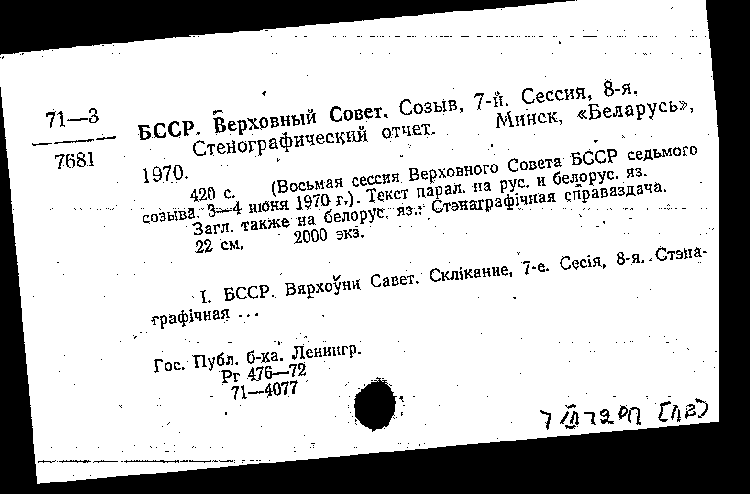 71—3
7681
БССР. Верховный Совет. Созыв, 7-й. Сессия, 8-я.
Стенографический отчет. Минск, «Беларусь»,
1970.
420 с. (Восьмая сессия Верховного Совета БССР седьмого
созыва. 3—4 июня 1970 г.). Текст парал. на рус. и белорус. яз.
Загл. также на белорус. яз.: Стэнаграфічная справаздача.
22 см, 2000 экз.
I. БССР. Вярхоўны Савет. Склікание, 7-е. Сесія, 8-я. Стэна-
графічная ...
Гос. Публ. б-ка. Ленингр.
Рг 476—72
71—4077
7 III 72